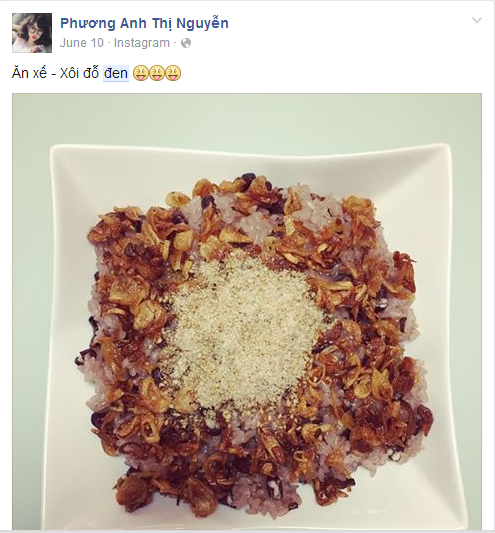 Phương Anh Thị Nguyễn
June 10 · Instagram ·
Ăn xế - Xôi đỗ đen